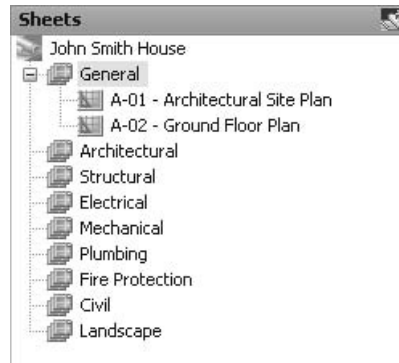 Sheets
John Smith House
General
A-01 - Architectural Site Plan
A-02 - Ground Floor Plan
Architectural
Structural
Electrical
Mechanical
Plumbing
Fire Protection
Civil
Landscape